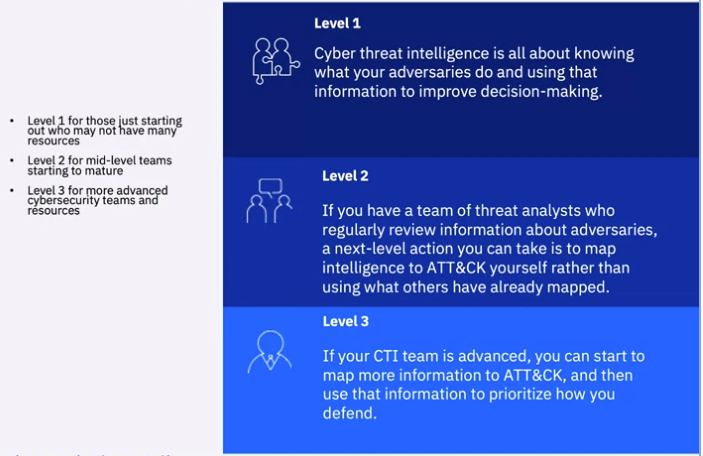 • Level 1 for those just starting
out who may not have many
resources
• Level 2 for mid-level teams
starting to mature
• Level 3 for more advanced
cybersecurity teams and
resources
Level 1
Cyber threat intelligence is all about knowing
what your adversaries do and using that
information to improve decision-making.
Level 2
If you have a team of threat analysts who
regularly review information about adversaries,
a next-level action you can take is to map
intelligence to ATT&CK yourself rather than
using what others have already mapped.
Level 3
If your CTI team is advanced, you can start to
map more information to ATT&CK, and then
use that information to prioritize how you
defend.